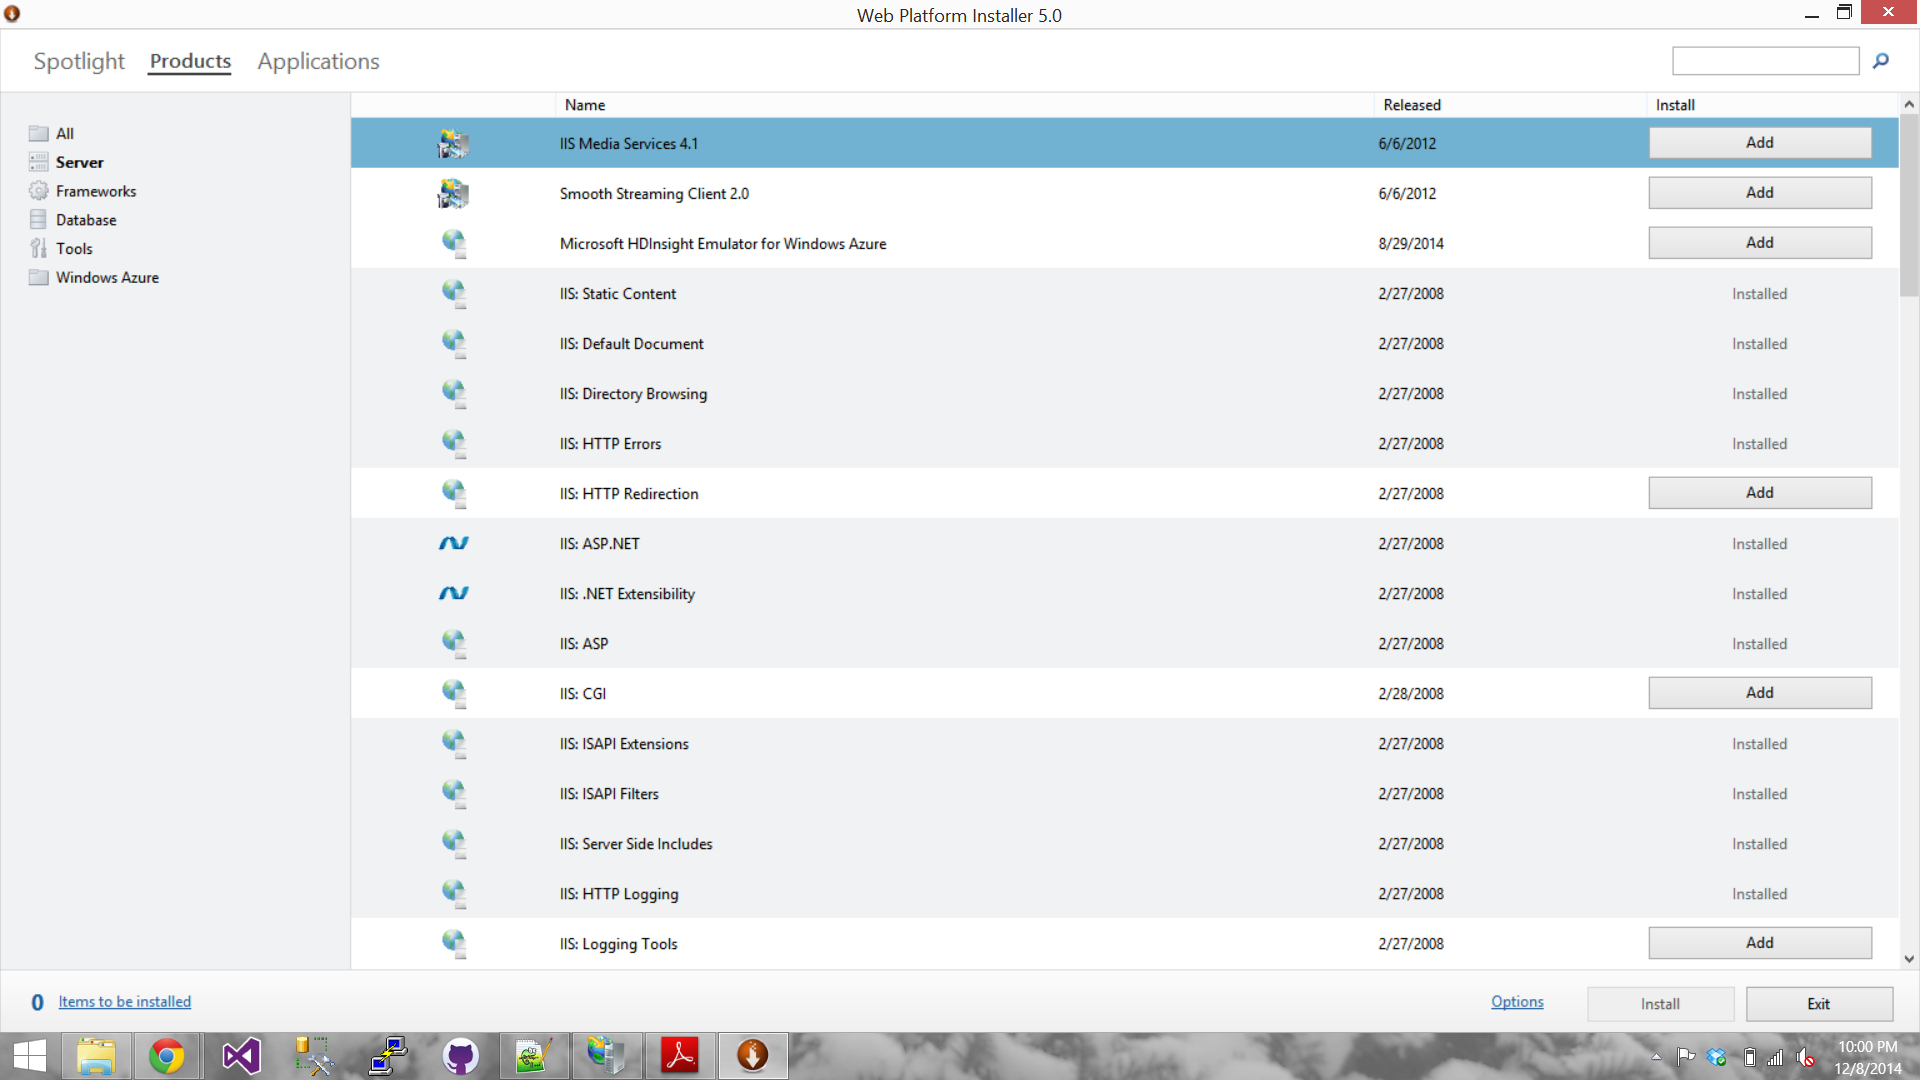 Web Platform Installer 5.0
Spotlight Products Applications
Name Released Install
All
Server
Frameworks
Database
Tools
Windows Azure
IIS Media Services 4.1 6/6/2012 Add
Smooth Streaming Client 2.0 6/6/2012 Add
Microsoft HDInsight Emulator for Windows Azure 8/29/2014 Add
IIS: Static Content 2/27/2008 Installed
IIS: Default Document 2/27/2008 Installed
IIS: Directory Browsing 2/27/2008 Installed
IIS: HTTP Errors 2/27/2008 Installed
IIS: HTTP Redirection 2/27/2008 Add
IIS: ASP.NET 2/27/2008 Installed
IIS: .NET Extensibility 2/27/2008 Installed
IIS: ASP 2/27/2008 Installed
IIS: CGI 2/28/2008 Add
IIS: ISAPI Extensions 2/27/2008 Installed
IIS: ISAPI Filters 2/27/2008 Installed
IIS: Server Side Includes 2/27/2008 Installed
IIS: HTTP Logging 2/27/2008 Installed
IIS: Logging Tools 2/27/2008 Add
0 Items to be installed Options Install Exit
10:00 PM
12/8/2014